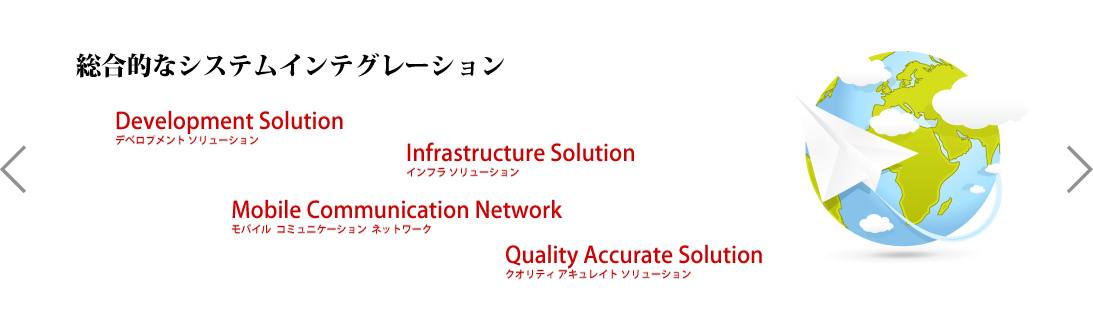 総合的なシステムインテグレーション
Development Solution
デベロプメント ソリューション
Infrastructure Solution
インフラ ソリューション
Mobile Communication Network
モバイル コミュニケーション ネットワーク
Quality Accurate Solution
クオリティ アキュレイト ソリューション